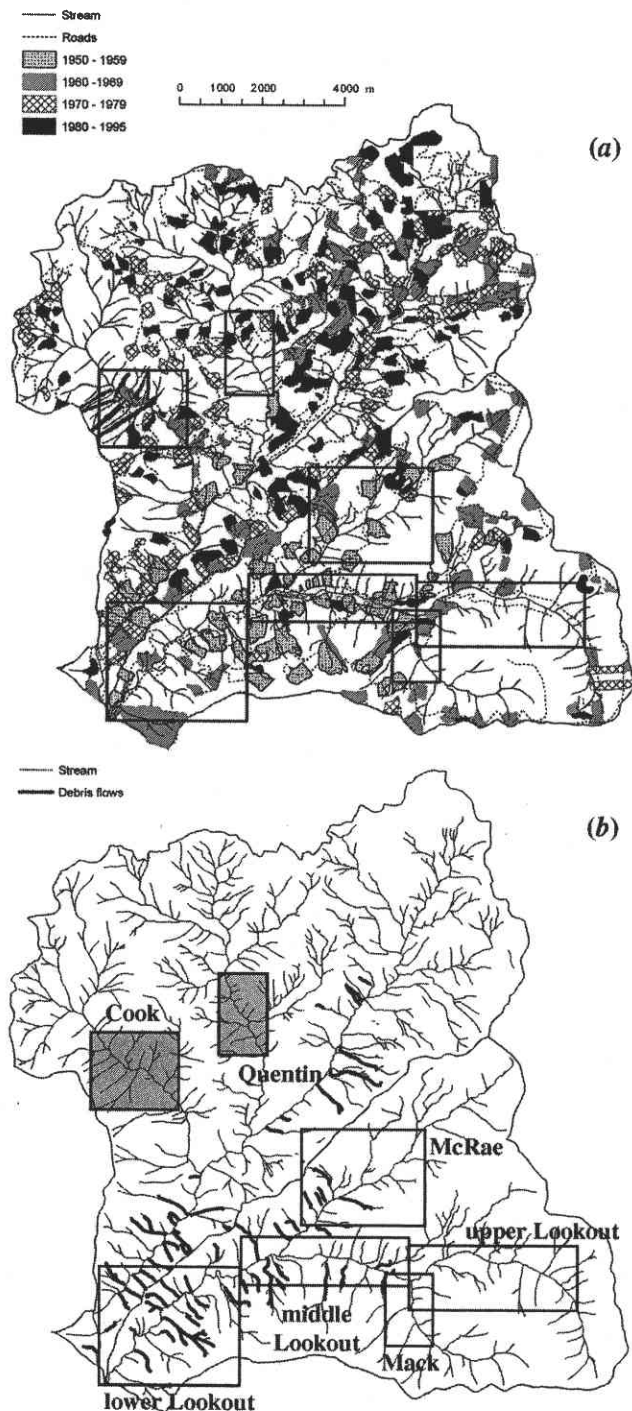 Stream
Roads
1950 - 1959
1960 -1969
1970 - 1979
1980 - 1995
0 1000 2000 4000 m
(a)
Stream
Debris flows
(b)
Cook
Quentin
McRae
upper Lookout
middle
Lookout
Mack
lower Lookout